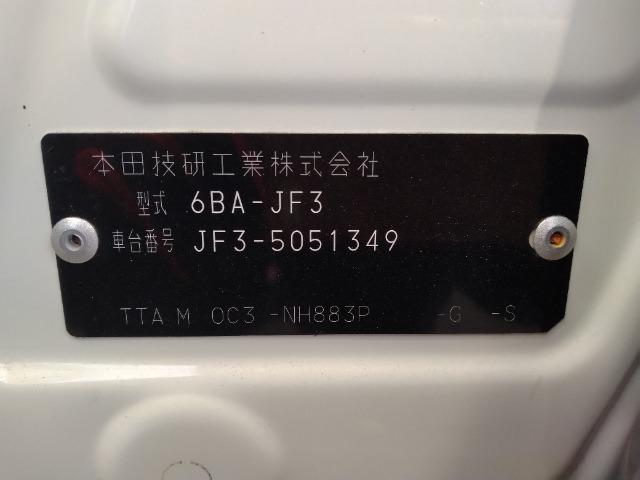 本田技研工業株式会社
型式 6BA-JF3
車台番号 JF3-5051349
TTA M 0C3 -NH883P -G -S